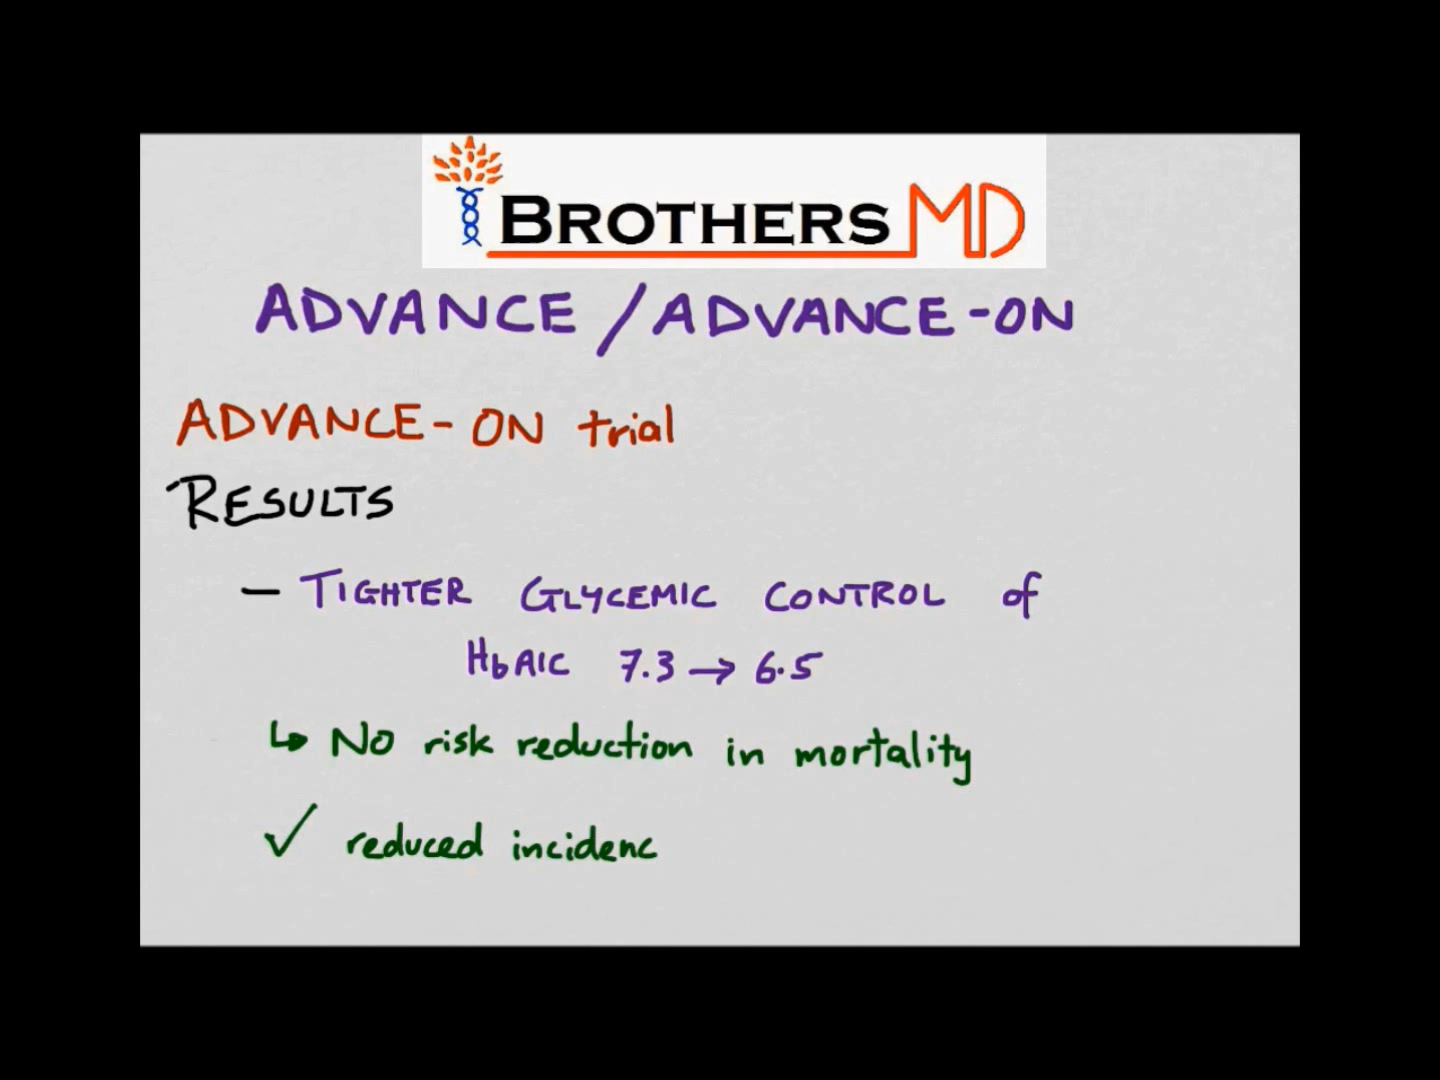 BROTHERS MD
ADVANCE / ADVANCE-ON
ADVANCE-ON trial
RESULTS
— TIGHTER GLYCEMIC CONTROL of
HbA1C 7.3 → 6.5
↳ No risk reduction in mortality
✓ reduced incidenc